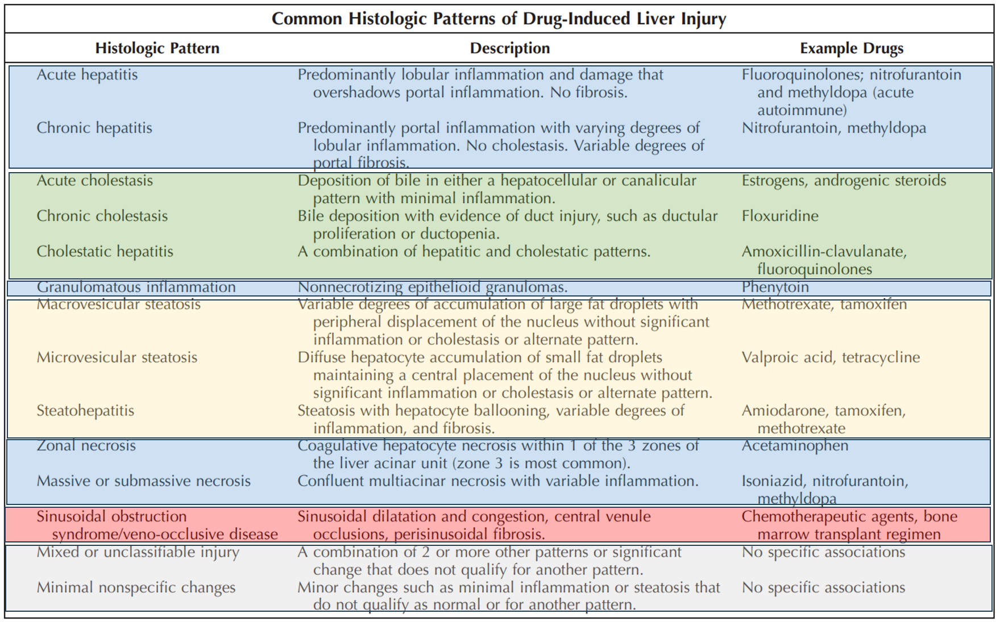 Common Histologic Patterns of Drug-Induced Liver Injury
Histologic Pattern Description Example Drugs
Acute hepatitis Predominantly lobular inflammation and damage that Fluoroquinolones; nitrofurantoin
overshadows portal inflammation. No fibrosis. and methyldopa (acute
autoimmune)
Chronic hepatitis Predominantly portal inflammation with varying degrees of Nitrofurantoin, methyldopa
lobular inflammation. No cholestasis. Variable degrees of
portal fibrosis.
Acute cholestasis Deposition of bile in either a hepatocellular or canalicular Estrogens, androgenic steroids
pattern with minimal inflammation.
Chronic cholestasis Bile deposition with evidence of duct injury, such as ductular Floxuridine
proliferation or ductopenia.
Cholestatic hepatitis A combination of hepatitic and cholestatic patterns. Amoxicillin-clavulanate,
fluoroquinolones
Granulomatous inflammation Nonnecrotizing epithelioid granulomas. Phenytoin
Macrovesicular steatosis Variable degrees of accumulation of large fat droplets with Methotrexate, tamoxifen
peripheral displacement of the nucleus without significant
inflammation or cholestasis or alternate pattern.
Microvesicular steatosis Diffuse hepatocyte accumulation of small fat droplets Valproic acid, tetracycline
maintaining a central placement of the nucleus without
significant inflammation or cholestasis or alternate pattern.
Steatohepatitis Steatosis with hepatocyte ballooning, variable degrees of Amiodarone, tamoxifen,
inflammation, and fibrosis. methotrexate
Zonal necrosis Coagulative hepatocyte necrosis within 1 of the 3 zones of Acetaminophen
the liver acinar unit (zone 3 is most common).
Massive or submassive necrosis Confluent multiacinar necrosis with variable inflammation. Isoniazid, nitrofurantoin,
methyldopa
Sinusoidal obstruction Sinusoidal dilatation and congestion, central venule Chemotherapeutic agents, bone
syndrome/veno-occlusive disease occlusions, perisinusoidal fibrosis. marrow transplant regimen
Mixed or unclassifiable injury A combination of 2 or more other patterns or significant No specific associations
change that does not qualify for another pattern.
Minimal nonspecific changes Minor changes such as minimal inflammation or steatosis that No specific associations
do not qualify as normal or for another pattern.